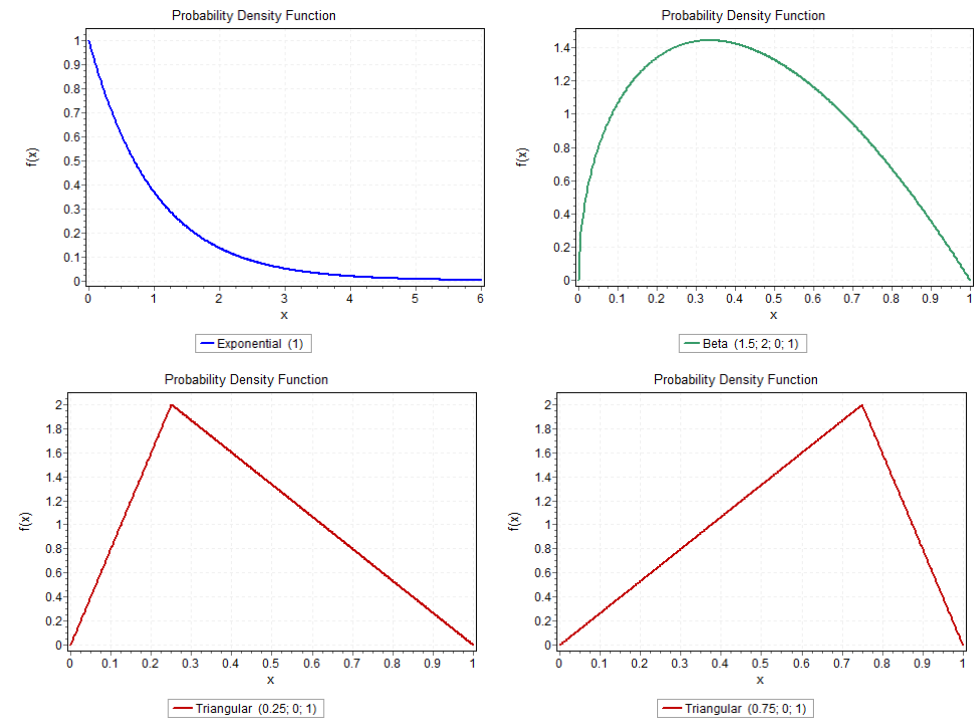 Probability Density Function
1
0.9
0.8
0.7
0.6
0.5
0.4
0.3
0.2
0.1
0
f(x)
0 1 2 3 4 5 6
x
Exponential (1)
Probability Density Function
1.4
1.2
1
0.8
0.6
0.4
0.2
0
f(x)
0 0.1 0.2 0.3 0.4 0.5 0.6 0.7 0.8 0.9 1
x
Beta (1.5; 2; 0; 1)
Probability Density Function
2
1.8
1.6
1.4
1.2
1
0.8
0.6
0.4
0.2
0
f(x)
0 0.1 0.2 0.3 0.4 0.5 0.6 0.7 0.8 0.9 1
x
Triangular (0.25; 0; 1)
Probability Density Function
2
1.8
1.6
1.4
1.2
1
0.8
0.6
0.4
0.2
0
f(x)
0 0.1 0.2 0.3 0.4 0.5 0.6 0.7 0.8 0.9 1
x
Triangular (0.75; 0; 1)